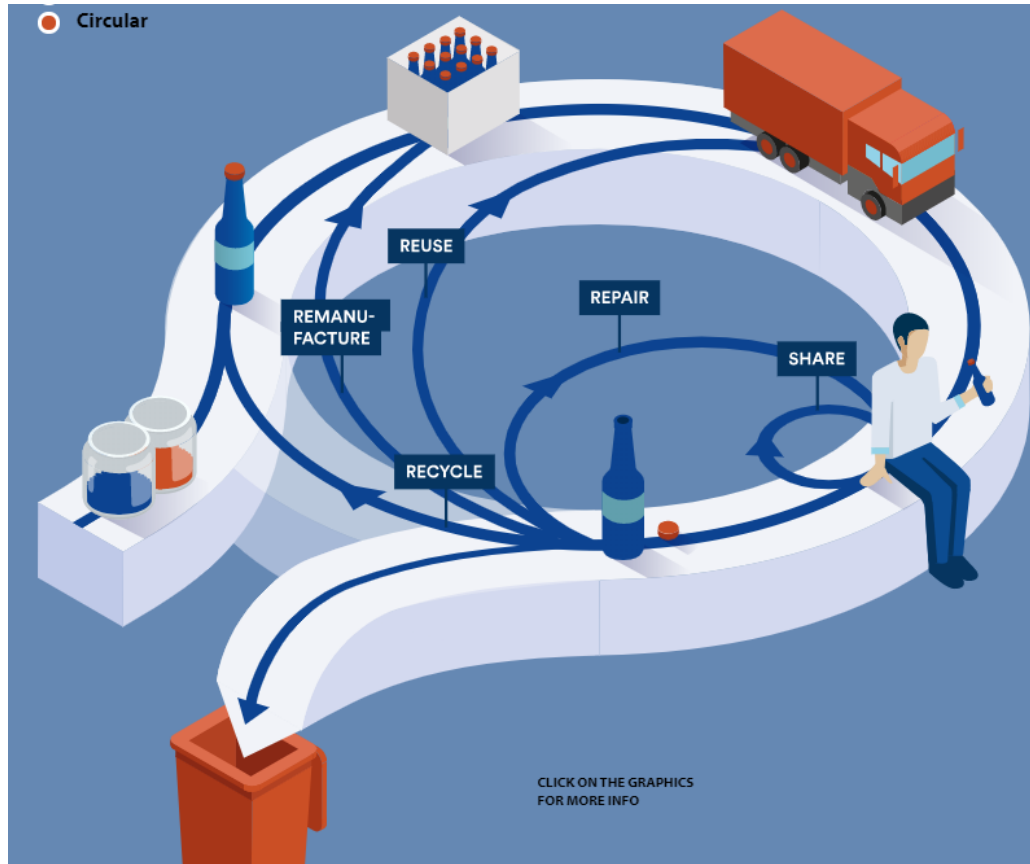 Circular
REUSE
REPAIR
REMANU-
FACTURE
SHARE
RECYCLE
CLICK ON THE GRAPHICS
FOR MORE INFO